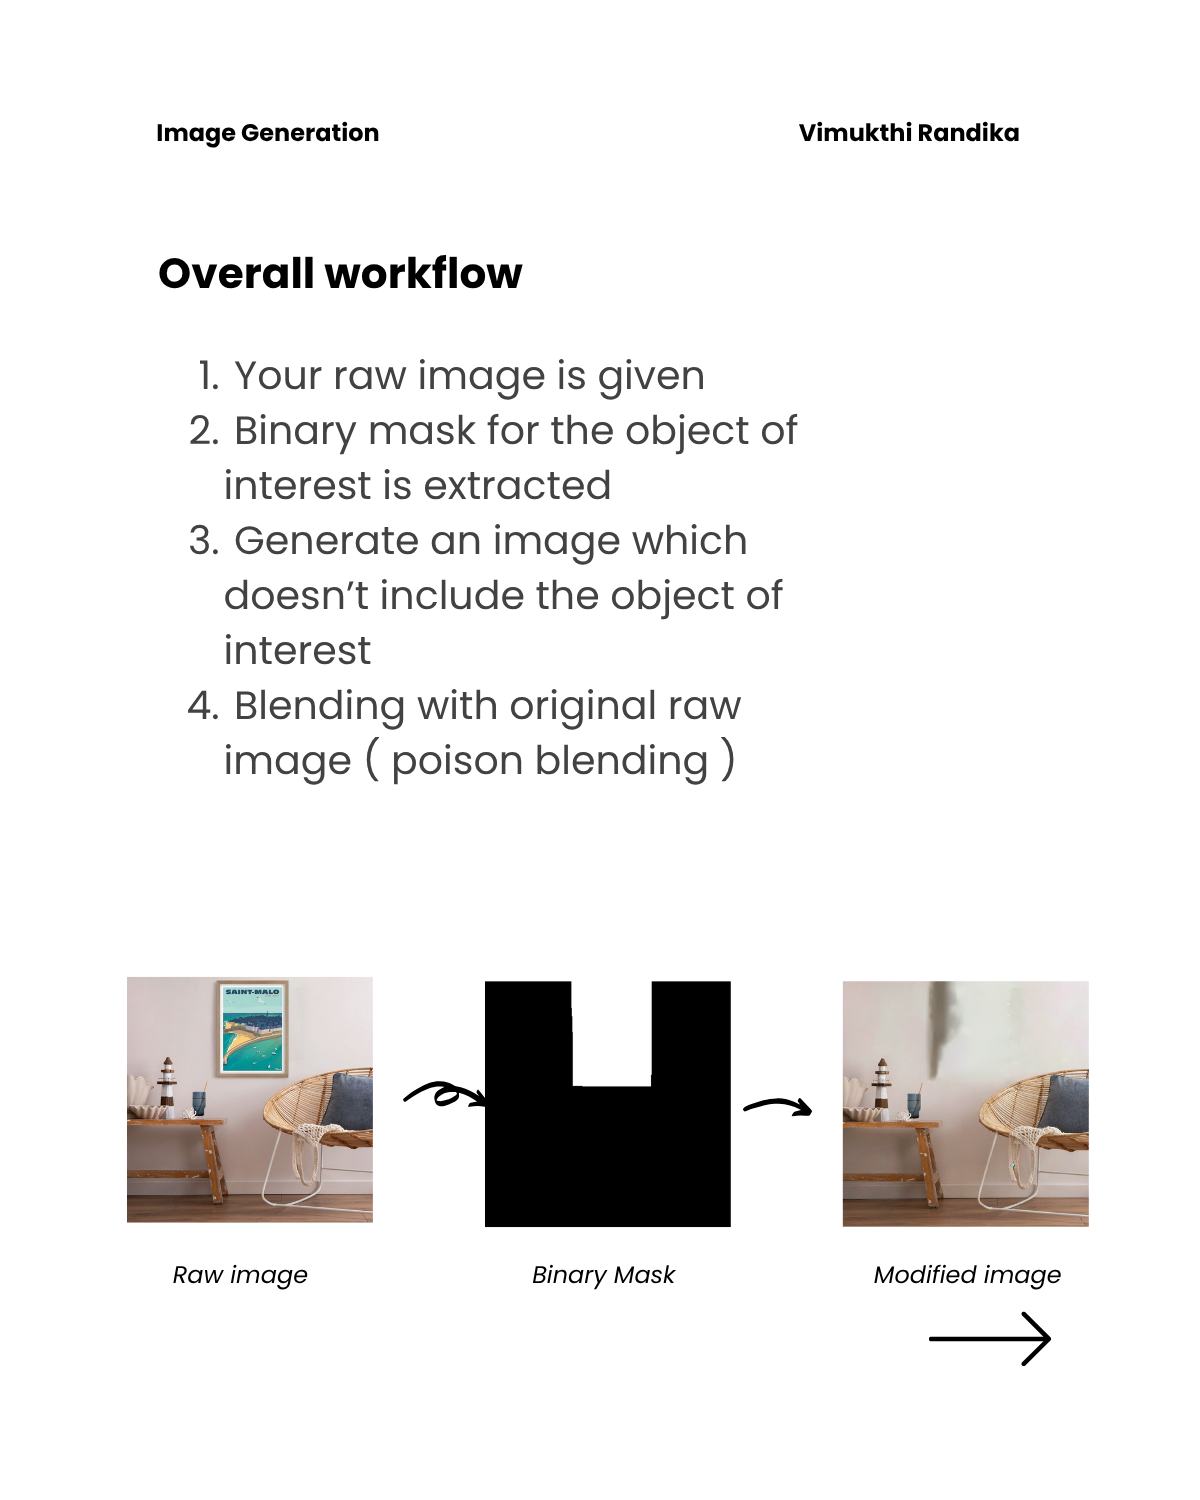 Image Generation
Vimukthi Randika
Overall workflow
1. Your raw image is given
2. Binary mask for the object of
interest is extracted
3. Generate an image which
doesn’t include the object of
interest
4. Blending with original raw
image ( poison blending )
SAINT-MALO
Raw image
Binary Mask
Modified image